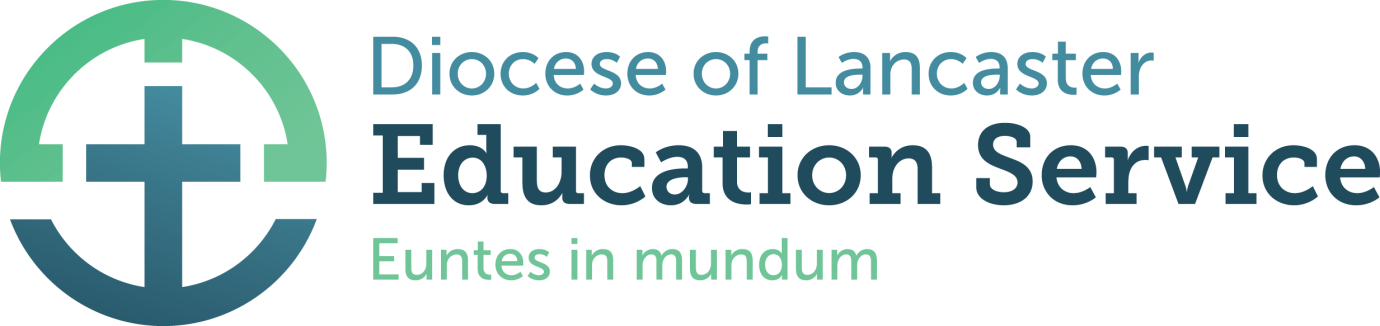 Diocese of Lancaster
Education Service
Euntes in mundum